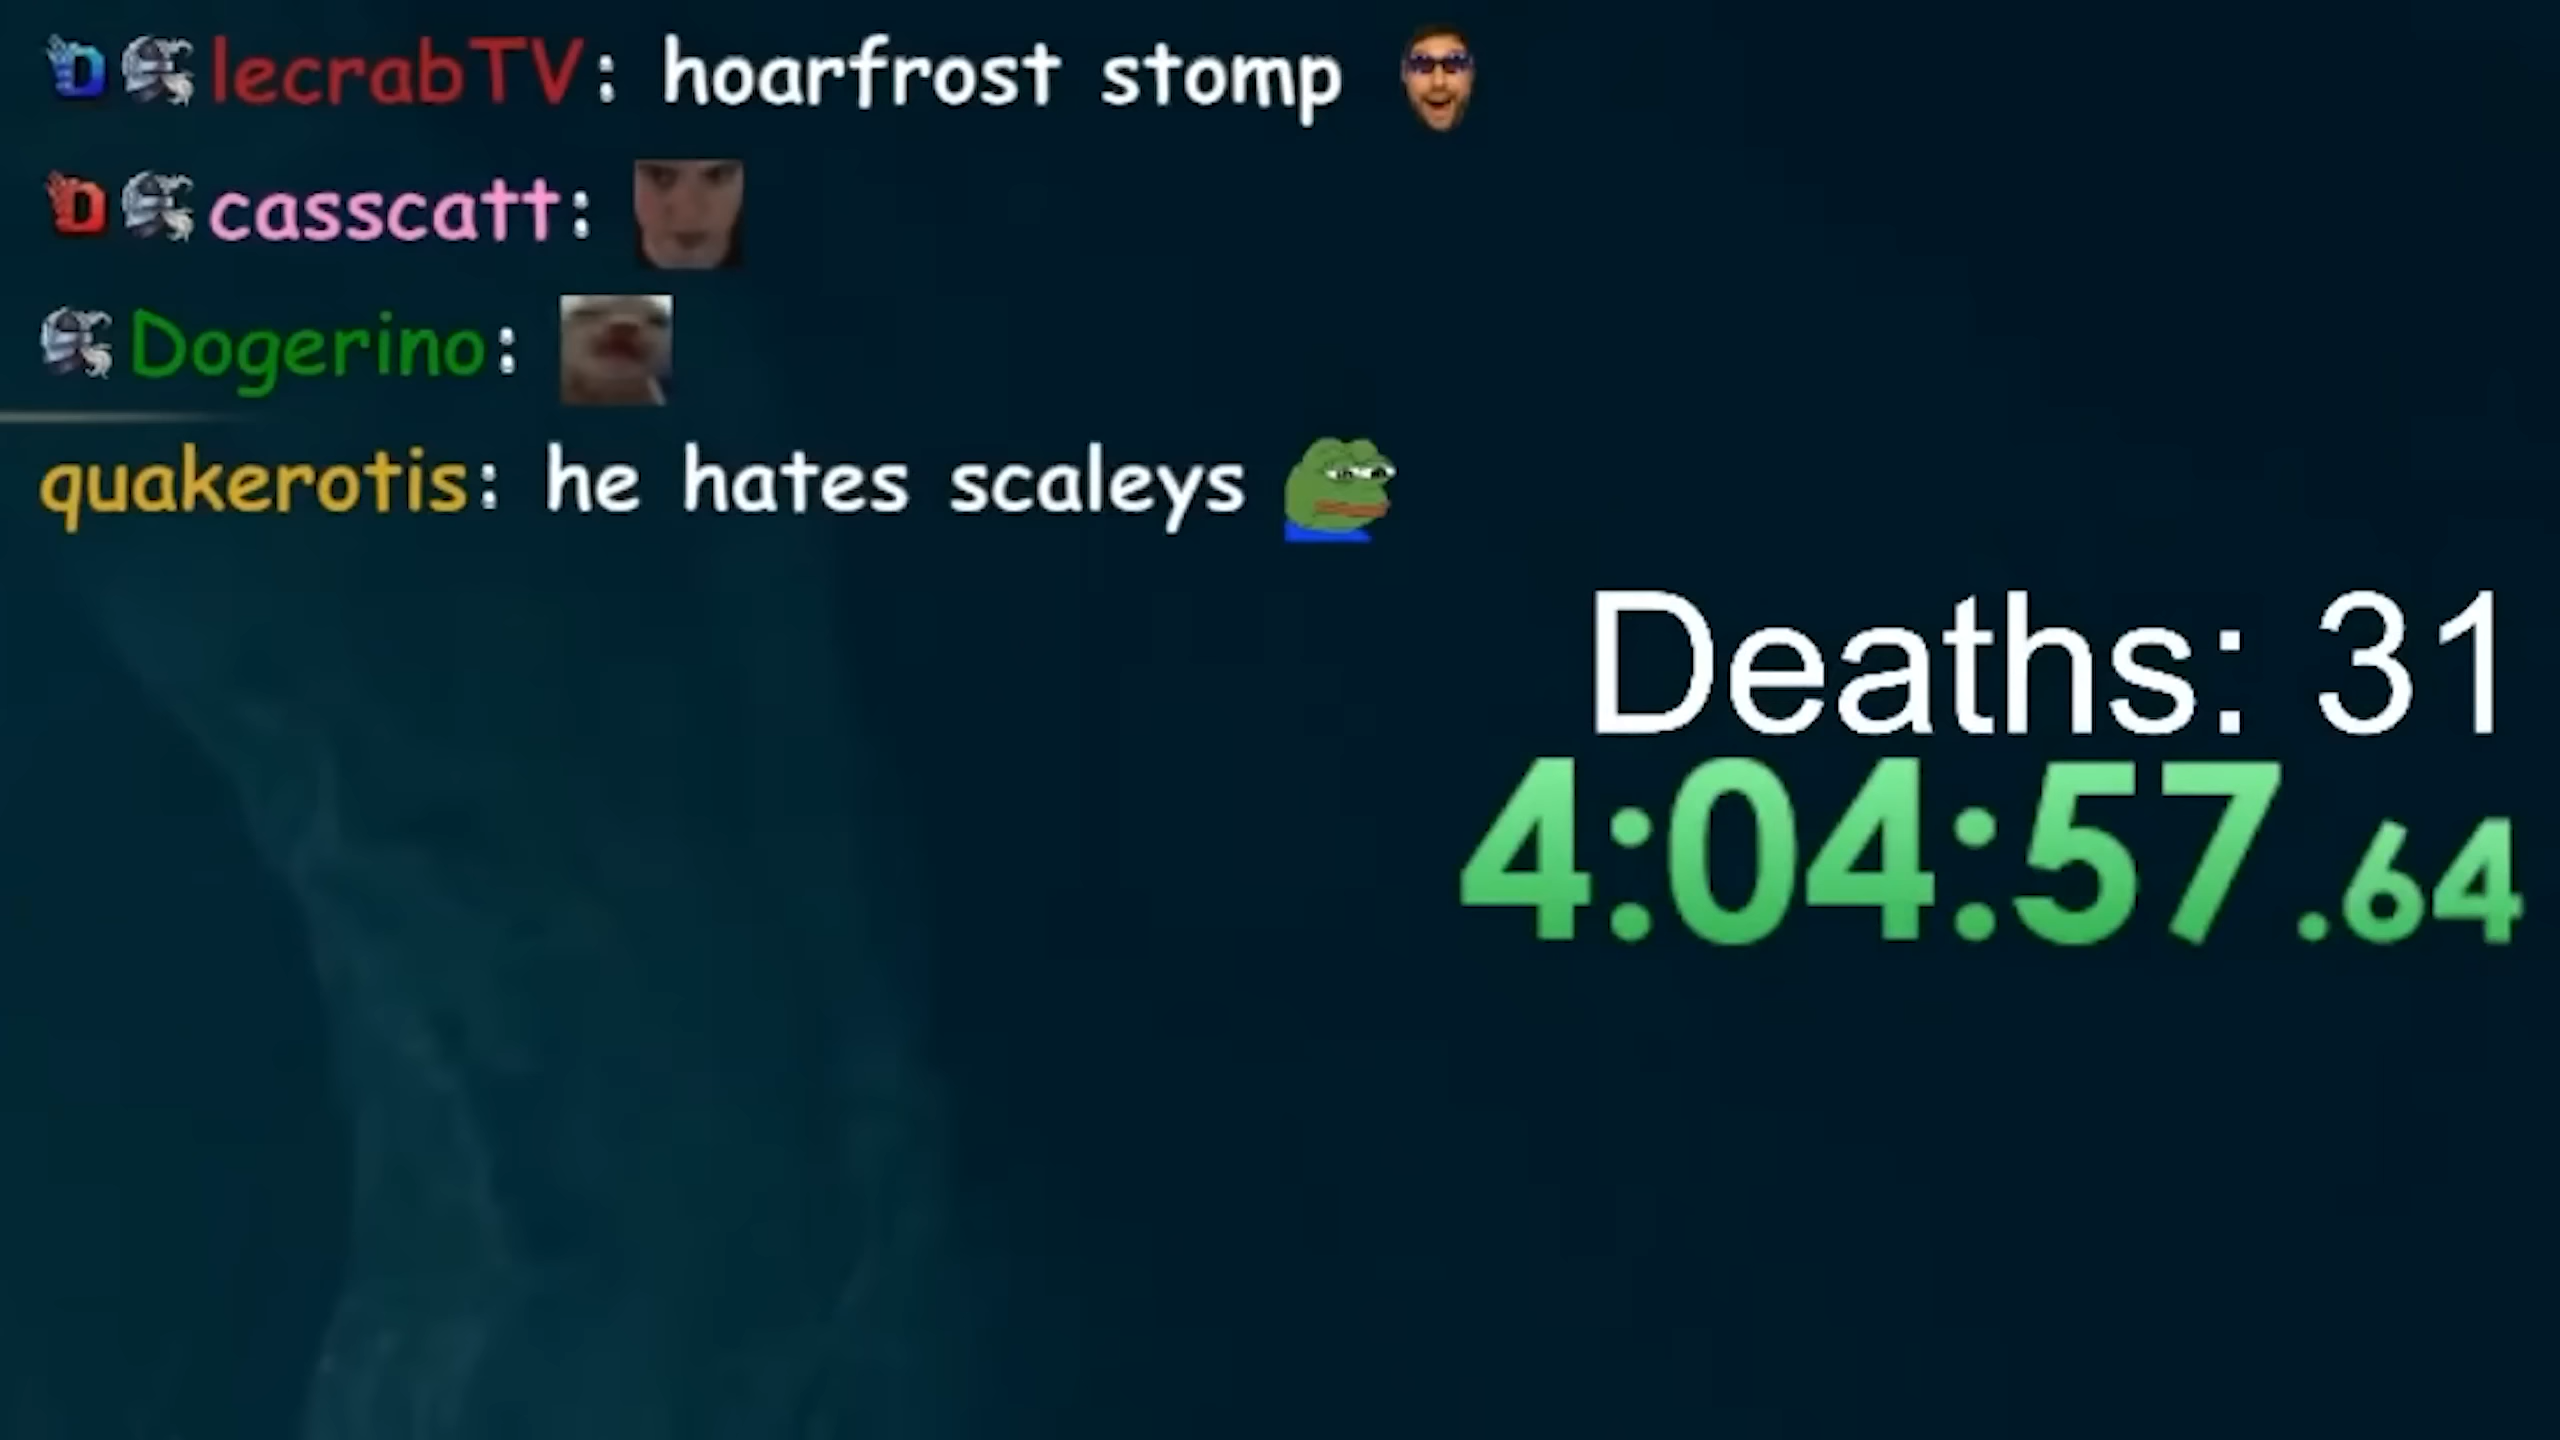 lecrabTV: hoarfrost stomp
casscatt:
Dogerino:
quakerotis: he hates scaleys
Deaths: 31
4:04:57.64